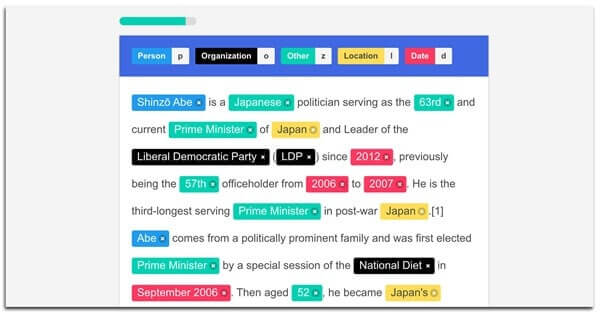 Person p Organization o Other z Location l Date d
Shinzō Abe is a Japanese politician serving as the 63rd and
current Prime Minister of Japan and Leader of the
Liberal Democratic Party (LDP) since 2012, previously
being the 57th officeholder from 2006 to 2007. He is the
third-longest serving Prime Minister in post-war Japan.[1]
Abe comes from a politically prominent family and was first elected
Prime Minister by a special session of the National Diet in
September 2006. Then aged 52, he became Japan's